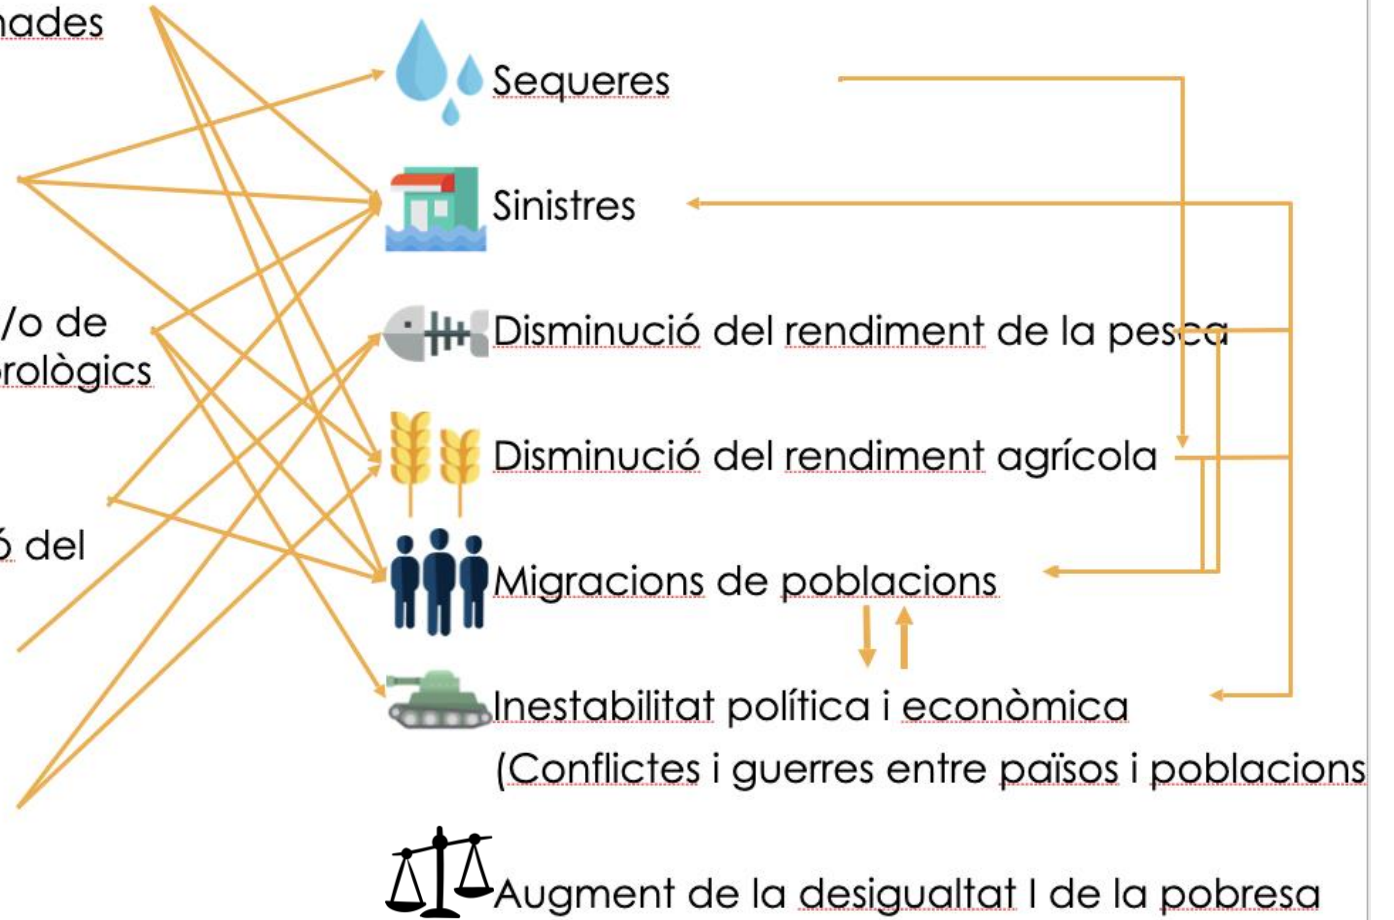 nades
Sequeres
Sinistres
/o de
Disminució del rendiment de la pesca
rològics
Disminució del rendiment agrícola
ó del
Migracions de poblacions
Inestabilitat política i econòmica
(Conflictes i guerres entre països i poblacions
Augment de la desigualtat I de la pobresa